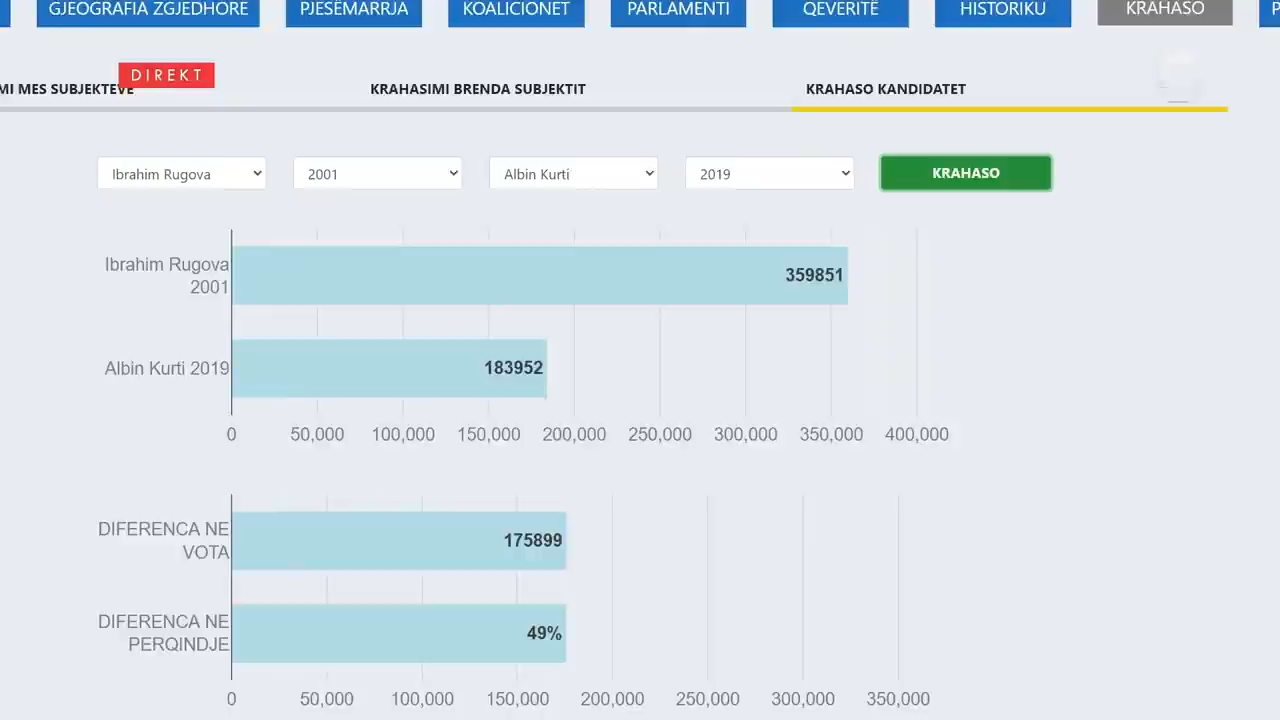 GJEOGRAFIA ZGJEDHORE
PJESËMARRJA
KOALICIONET
PARLAMENTI
QEVERITË
HISTORIKU
KRAHASO
P
DIREKT
MI MES SUBJEKTEVE
KRAHASIMI BRENDA SUBJEKTIT
KRAHASO KANDIDATET
Ibrahim Rugova
2001
Albin Kurti
2019
KRAHASO
Ibrahim Rugova
2001
359851
Albin Kurti 2019
183952
0 50,000 100,000 150,000 200,000 250,000 300,000 350,000 400,000
DIFERENCA NE
VOTA
175899
DIFERENCA NE
PERQINDJE
49%
0 50,000 100,000 150,000 200,000 250,000 300,000 350,000